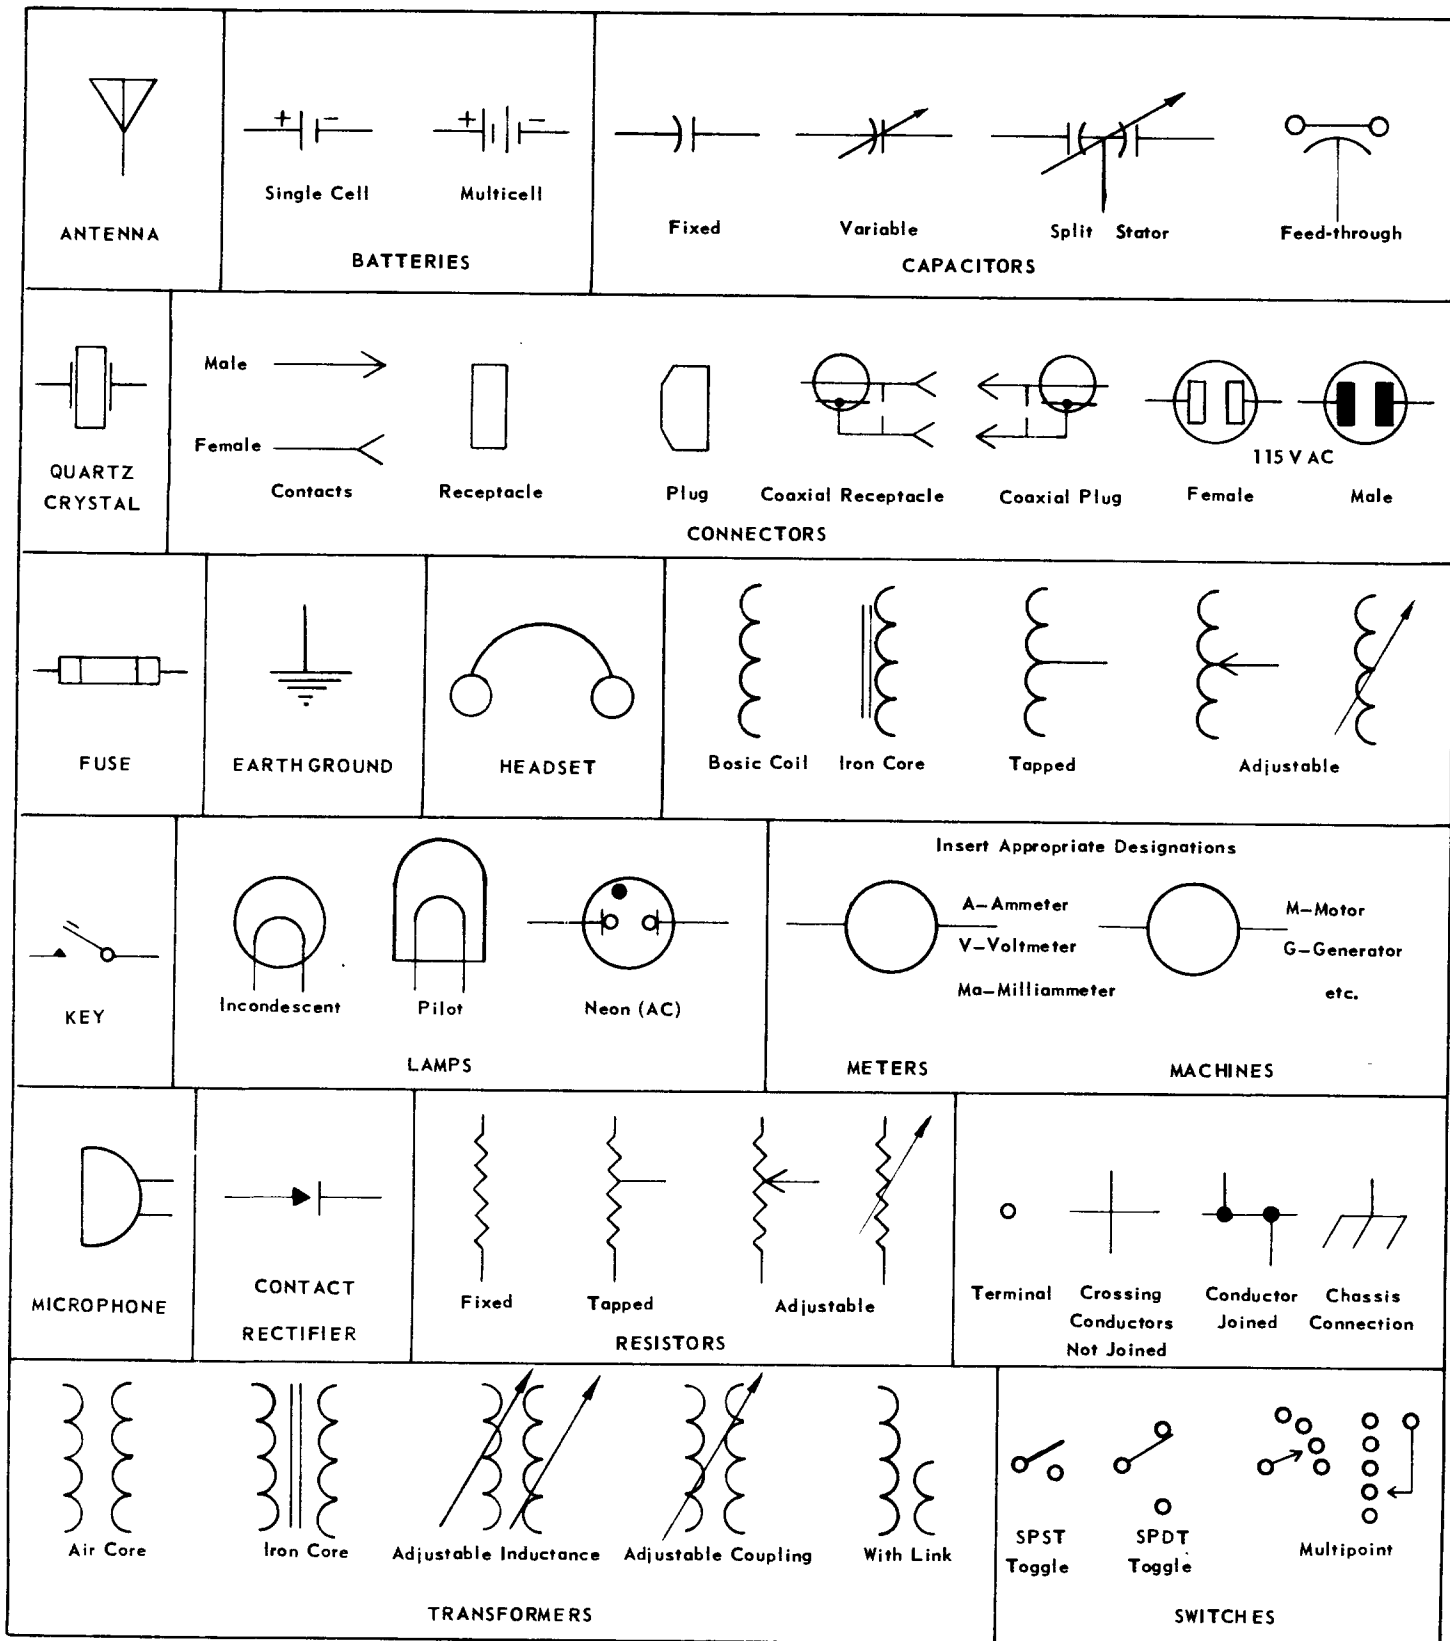 ANTENNA
+ -
Single Cell
+ -
Multicell
BATTERIES
Fixed
Variable
Split Stator
Feed-through
CAPACITORS
QUARTZ
CRYSTAL
Male
Female
Contacts
Receptacle
Plug
Coaxial Receptacle
Coaxial Plug
115 V AC
Female
Male
CONNECTORS
FUSE
EARTH GROUND
HEADSET
Bosic Coil
Iron Core
Tapped
Adjustable
KEY
Incondescent
Pilot
Neon (AC)
LAMPS
Insert Appropriate Designations
A–Ammeter
V–Voltmeter
Ma–Milliammeter
METERS
M–Motor
G–Generator
etc.
MACHINES
MICROPHONE
CONTACT
RECTIFIER
Fixed
Tapped
Adjustable
RESISTORS
Terminal
Crossing
Conductors
Not Joined
Conductor
Joined
Chassis
Connection
Air Core
Iron Core
Adjustable Inductance
Adjustable Coupling
With Link
TRANSFORMERS
SPST
Toggle
SPDT
Toggle
Multipoint
SWITCHES